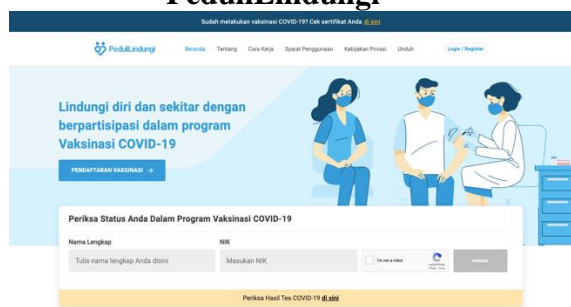 PeduliLindungi
Sudah melakukan vaksinasi COVID-19? Cek sertifikat Anda di sini
PeduliLindungi Beranda Tentang Cara Kerja Syarat Penggunaan Kebijakan Privasi Unduh Login / Register
Lindungi diri dan sekitar dengan
berpartisipasi dalam program
Vaksinasi COVID-19
PENDAFTARAN VAKSINASI →
Periksa Status Anda Dalam Program Vaksinasi COVID-19
Nama Lengkap NIK
Tulis nama lengkap Anda disini Masukan NIK I'm not a robot PERIKSA
Periksa Hasil Tes COVID-19 di sini